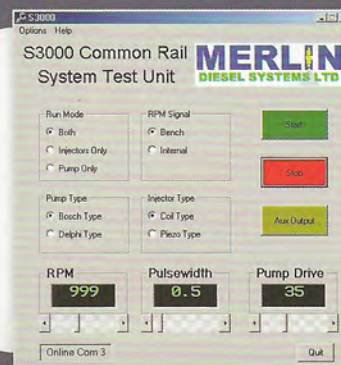 S3000
Options Help
S3000 Common Rail
System Test Unit
MERLIN
DIESEL SYSTEMS LTD
Run Mode
Both
Injectors Only
Pump Only
RPM Signal
Bench
Internal
Start
Stop
Pump Type
Bosch Type
Delphi Type
Injector Type
Coil Type
Piezo Type
Aux Output
RPM
999
Pulsewidth
0.5
Pump Drive
35
Online Com 3
Quit